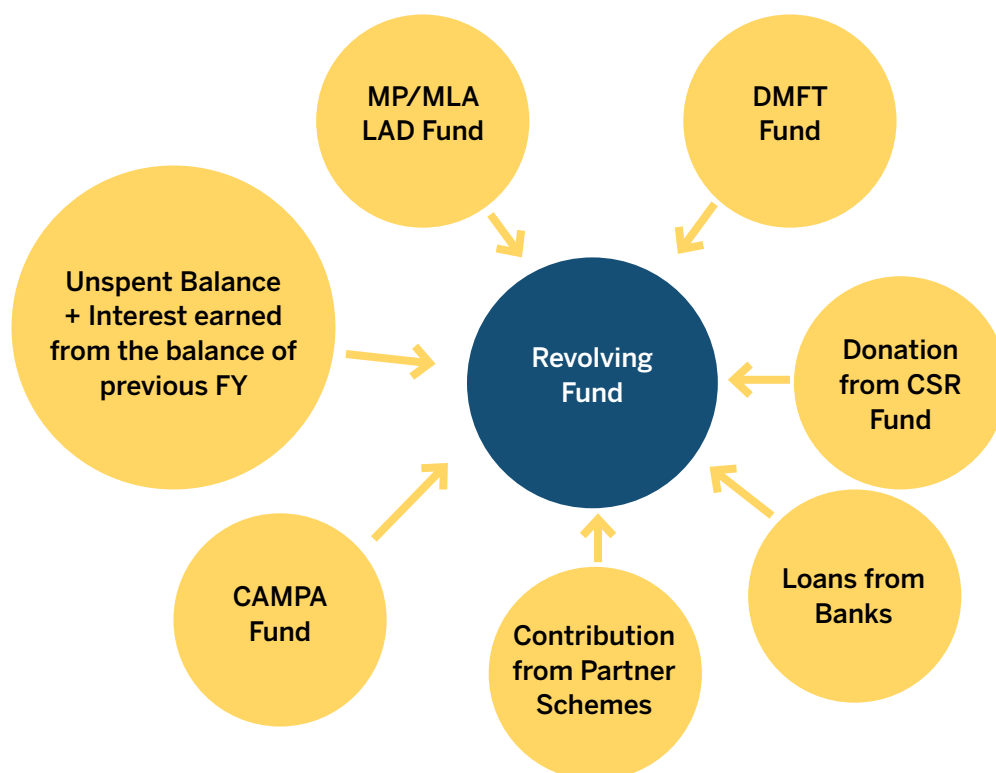 MP/MLA
LAD Fund
DMFT
Fund
Unspent Balance
+ Interest earned
from the balance of
previous FY
Revolving
Fund
Donation
from CSR
Fund
CAMPA
Fund
Contribution
from Partner
Schemes
Loans from
Banks